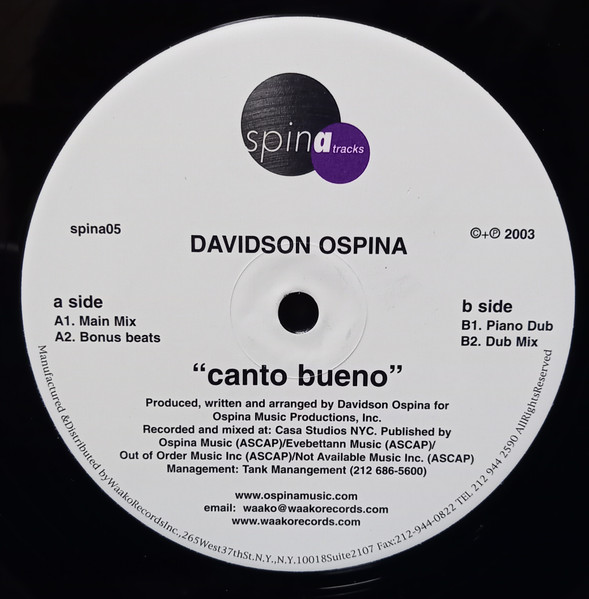 spina tracks
spina05
©+℗ 2003
DAVIDSON OSPINA
a side
A1. Main Mix
A2. Bonus beats
b side
B1. Piano Dub
B2. Dub Mix
“canto bueno”
Produced, written and arranged by Davidson Ospina for
Ospina Music Productions, Inc.
Recorded and mixed at: Casa Studios NYC. Published by
Ospina Music (ASCAP)/Evebettann Music (ASCAP)/
Out of Order Music Inc (ASCAP)/Not Available Music Inc. (ASCAP)
Management: Tank Manangement (212 686-5600)
www.ospinamusic.com
email: waako@waakorecords.com
www.waakorecords.com
Manufactured & Distributed byWaakoRecordsInc.,265West37thSt.N.Y.,N.Y.10018Suite2107 Fax:212-944-0822 TEL 212 944 2590 AllRightsReserved